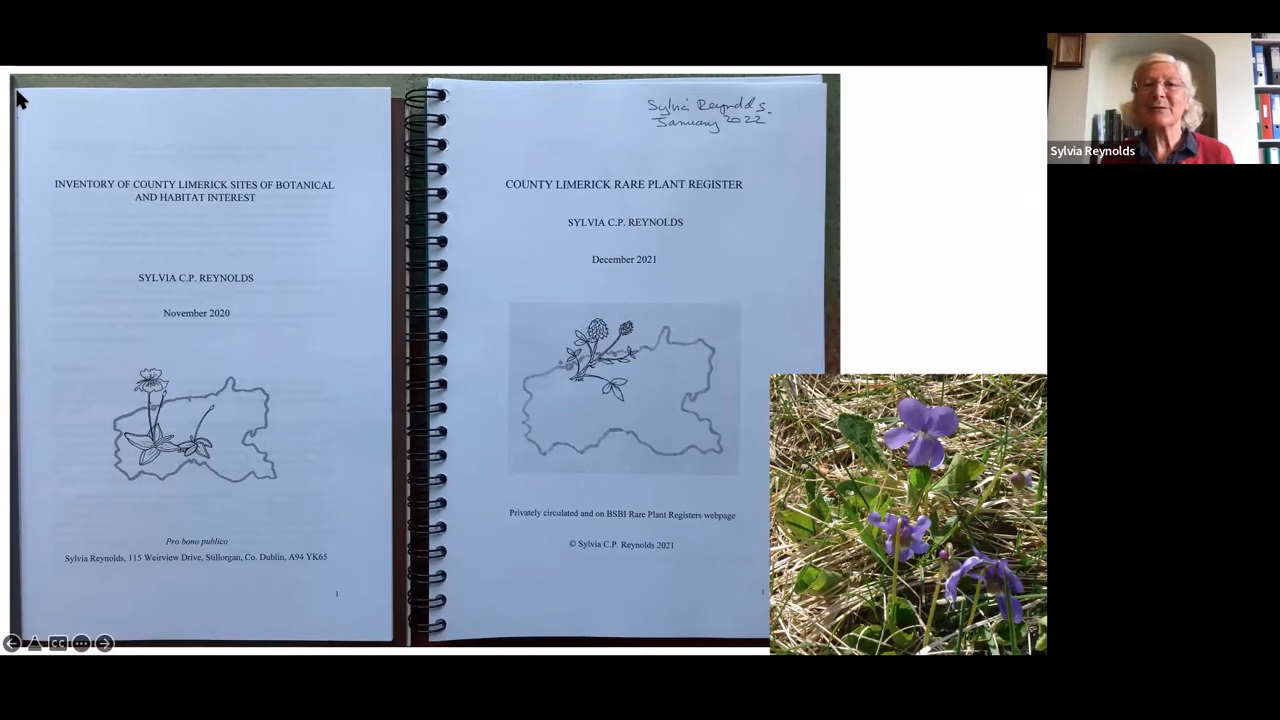 INVENTORY OF COUNTY LIMERICK SITES OF BOTANICAL
AND HABITAT INTEREST
SYLVIA C.P. REYNOLDS
November 2020
Pro bono publico
Sylvia Reynolds, 115 Weirview Drive, Stillorgan, Co. Dublin, A94 YK65
1
Sylvia Reynolds.
January 2022
COUNTY LIMERICK RARE PLANT REGISTER
SYLVIA C.P. REYNOLDS
December 2021
Privately circulated and on BSBI Rare Plant Registers webpage
© Sylvia C.P. Reynolds 2021
1
Sylvia Reynolds
CC